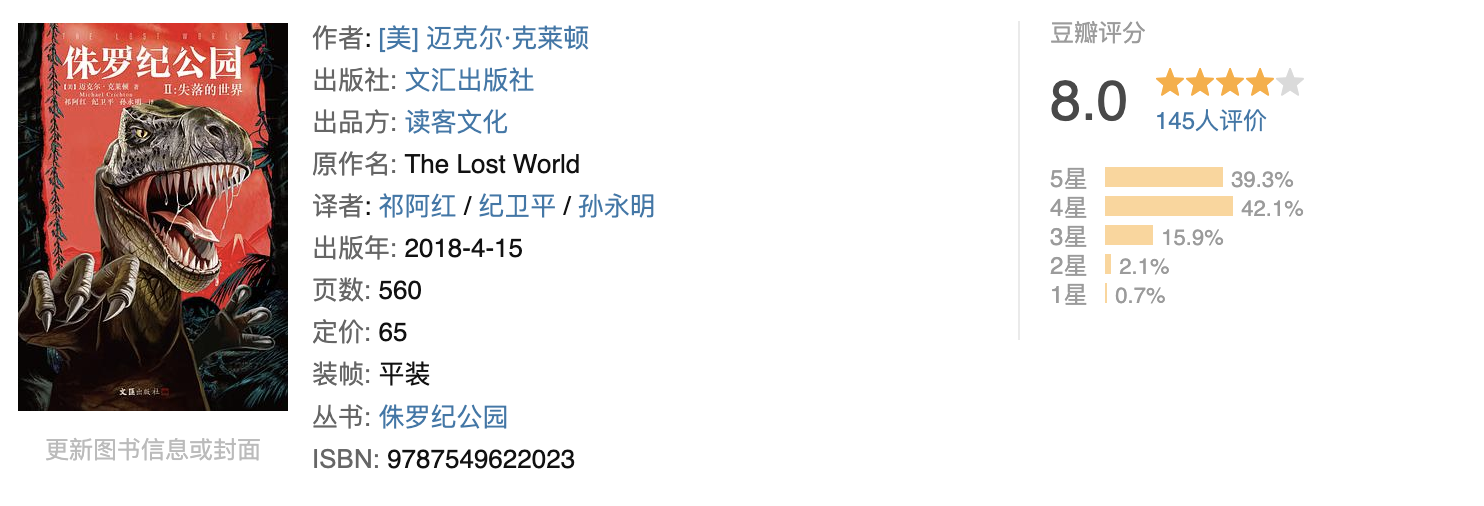 THE LOST WORLD
侏罗纪公园
II:失落的世界
[美]迈克尔·克莱顿 著
Michael Crichton
祁阿红 纪卫平 孙永明 译
文汇出版社
更新图书信息或封面
作者: [美] 迈克尔·克莱顿
出版社: 文汇出版社
出品方: 读客文化
原作名: The Lost World
译者: 祁阿红 / 纪卫平 / 孙永明
出版年: 2018-4-15
页数: 560
定价: 65
装帧: 平装
丛书: 侏罗纪公园
ISBN: 9787549622023
豆瓣评分
8.0
145人评价
5星 39.3%
4星 42.1%
3星 15.9%
2星 2.1%
1星 0.7%